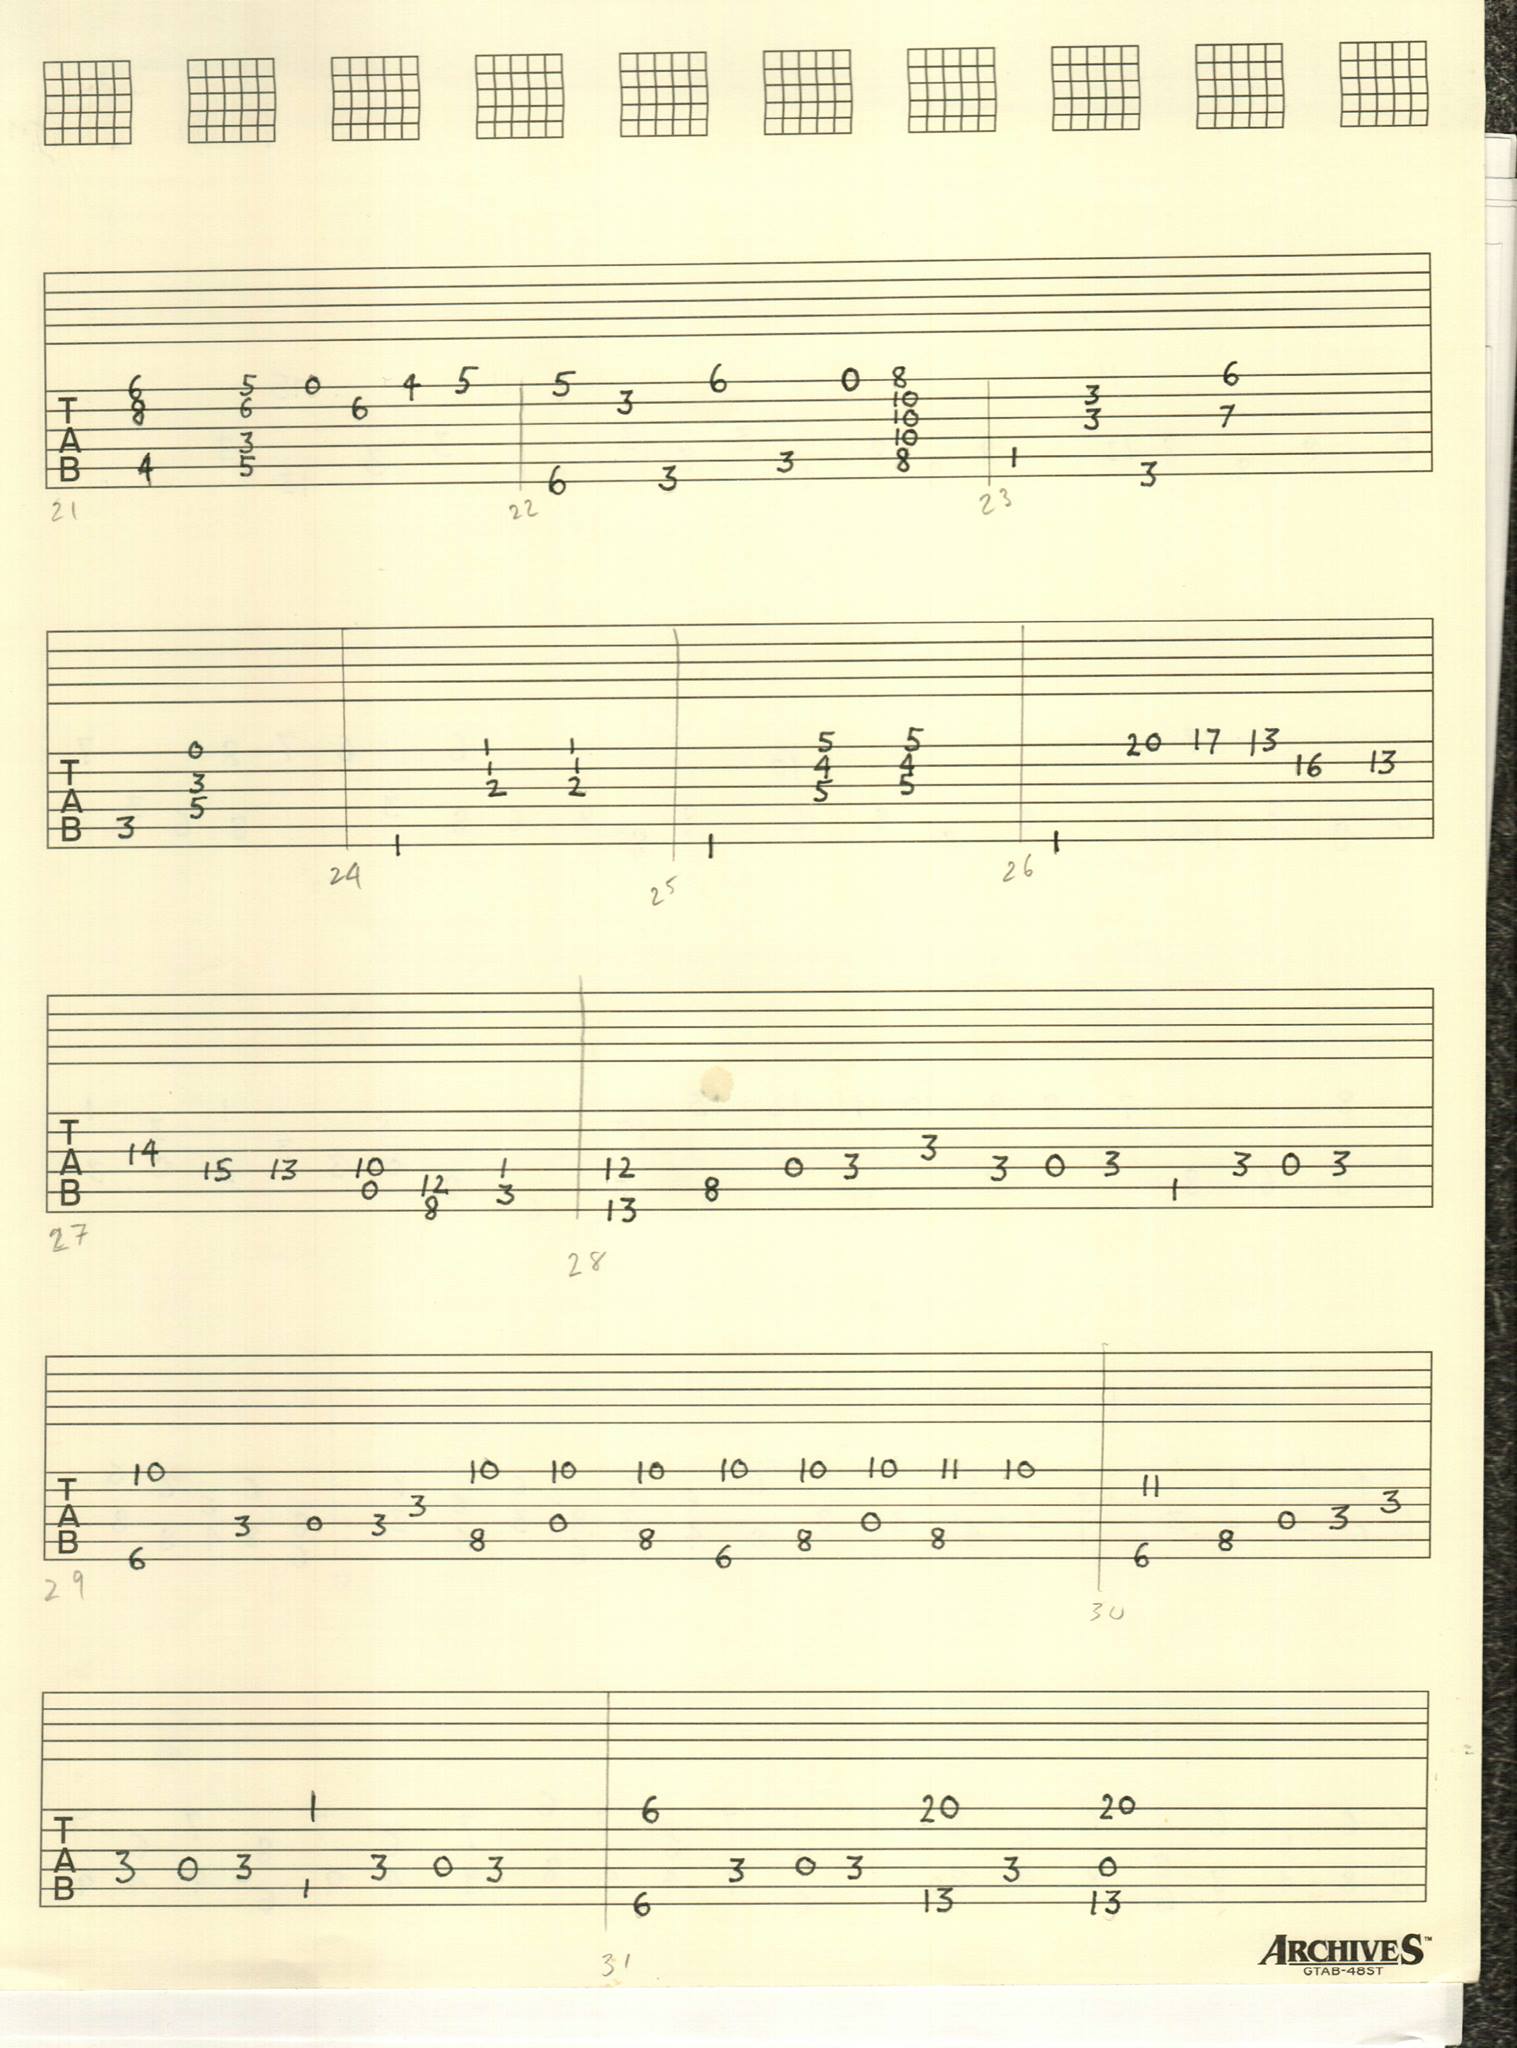 6 5 0 4 5 5 6 0 8 6
T 8 6 6 3 10 3
10 3 7
A 3 10
B 4 5 3 8 1
6 3 3
21 22 23
0 1 1 5 5 20 17 13
T 1 1 4 4 16 13
3 2 2 5 5
A 5
B 3
1 1 1
24 25 26
T
14 3
A 15 13 10 1 12 0 3 3 0 3 3 0 3
B 0 12 3 8 1
8 13
27 28
10 10 10 10 10 10 10 11 10
T 11
3 3
A 3 0 3 0 0 0 3
B 8 8 8 8 8
6 6 6
29 30
1 6 20 20
T
A 3 0 3 3 0 3 3 0 3 3 0
B 1
6 13 13
31
ARCHIVES™
GTAB-48ST